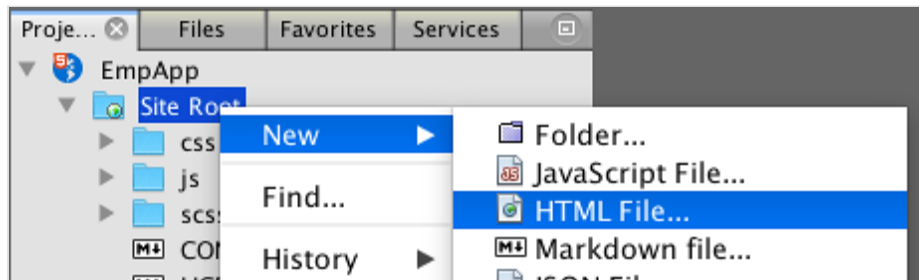 Proje... Files Favorites Services
EmpApp
Site Root
New
Folder...
css
JavaScript File...
js
Find...
HTML File...
scss
Markdown file...
History